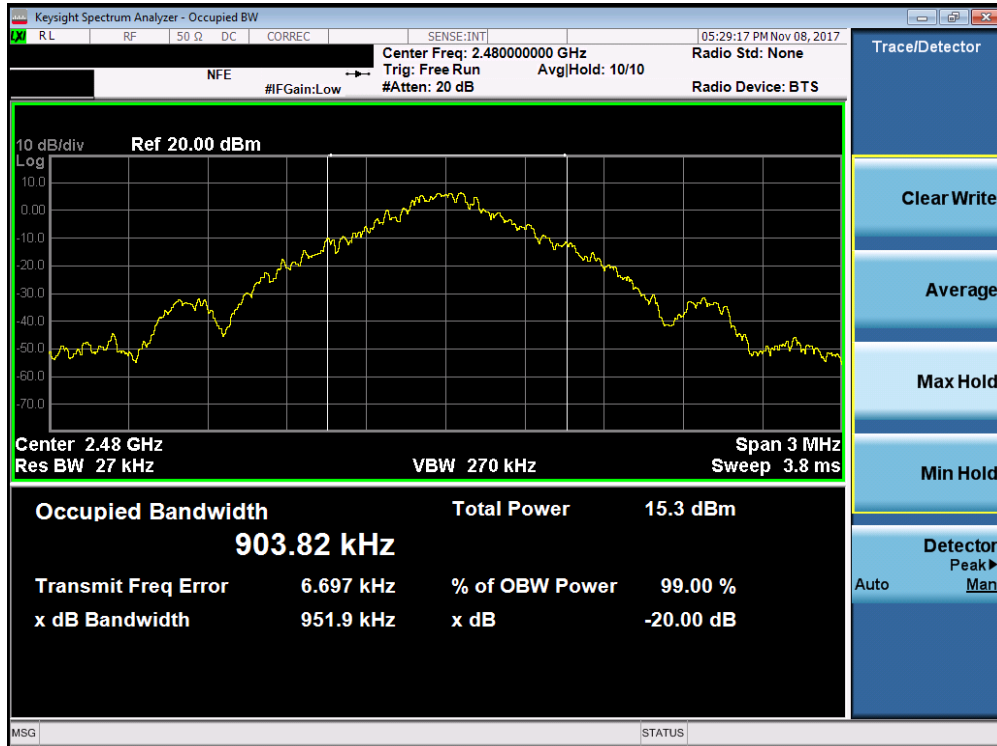 Keysight Spectrum Analyzer - Occupied BW
LXI RL RF 50 Ω DC CORREC SENSE:INT 05:29:17 PM Nov 08, 2017
Center Freq: 2.480000000 GHz Radio Std: None
NFE Trig: Free Run Avg|Hold: 10/10
#IFGain:Low #Atten: 20 dB Radio Device: BTS
10 dB/div Ref 20.00 dBm
Log
10.0
0.00
-10.0
-20.0
-30.0
-40.0
-50.0
-60.0
-70.0
Center 2.48 GHz Span 3 MHz
Res BW 27 kHz VBW 270 kHz Sweep 3.8 ms
Occupied Bandwidth Total Power 15.3 dBm
903.82 kHz
Transmit Freq Error 6.697 kHz % of OBW Power 99.00 %
x dB Bandwidth 951.9 kHz x dB -20.00 dB
MSG STATUS
Trace/Detector
Clear Write
Average
Max Hold
Min Hold
Detector
Peak▶
Auto Man